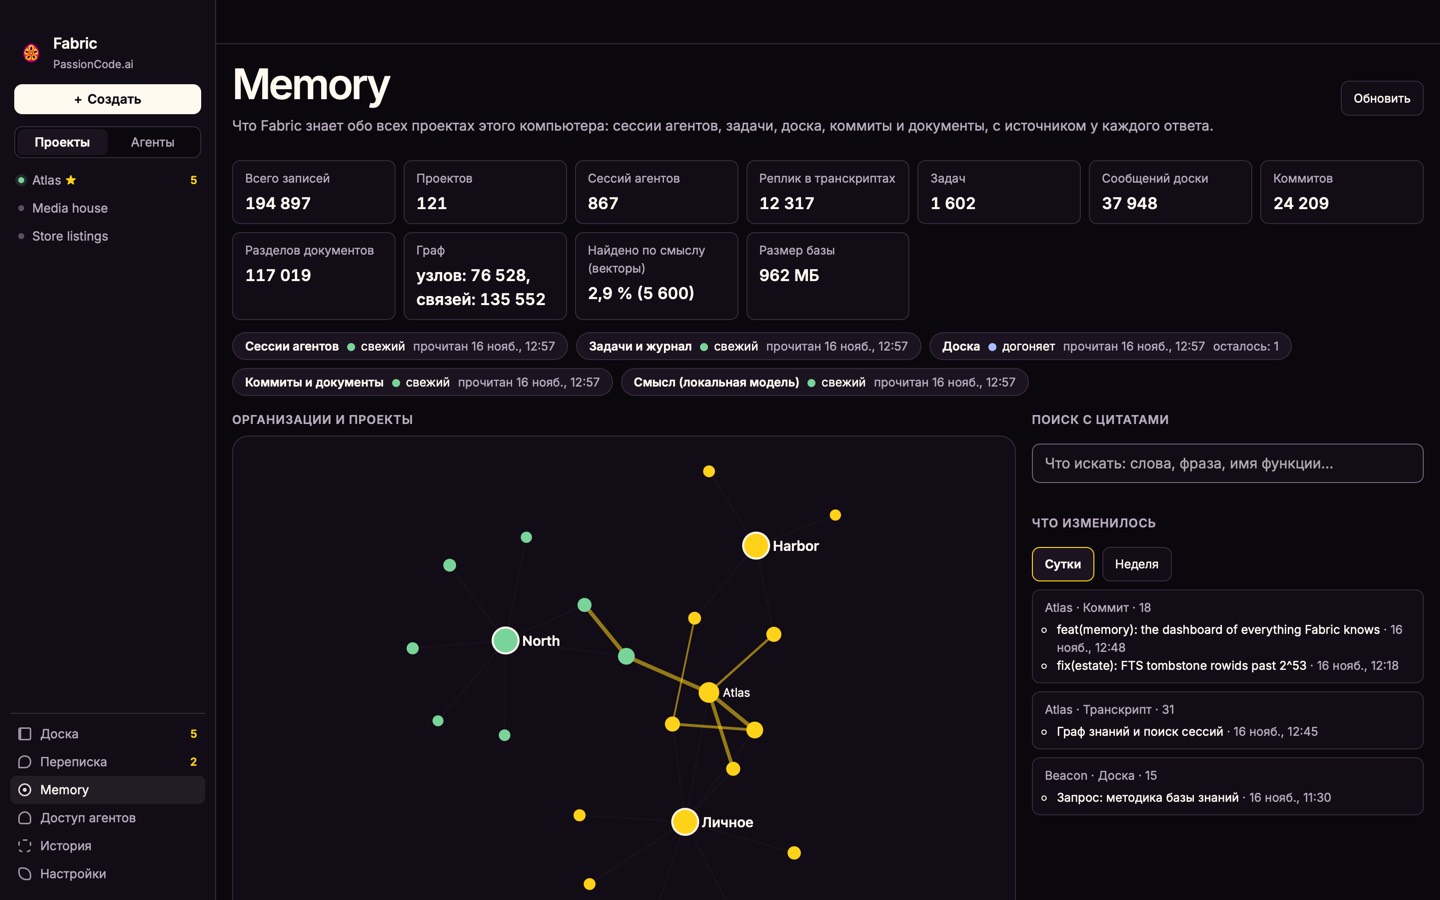 Fabric
PassionCode.ai
+ Создать
Проекты
Агенты
Atlas
5
Media house
Store listings
Доска
5
Переписка
2
Memory
Доступ агентов
История
Настройки
Memory
Что Fabric знает обо всех проектах этого компьютера: сессии агентов, задачи, доска, коммиты и документы, с источником у каждого ответа.
Обновить
Всего записей
194 897
Проектов
121
Сессий агентов
867
Реплик в транскриптах
12 317
Задач
1 602
Сообщений доски
37 948
Коммитов
24 209
Разделов документов
117 019
Граф
узлов: 76 528,
связей: 135 552
Найдено по смыслу
(векторы)
2,9 % (5 600)
Размер базы
962 МБ
Сессии агентов свежий прочитан 16 нояб., 12:57
Задачи и журнал свежий прочитан 16 нояб., 12:57
Доска догоняет прочитан 16 нояб., 12:57 осталось: 1
Коммиты и документы свежий прочитан 16 нояб., 12:57
Смысл (локальная модель) свежий прочитан 16 нояб., 12:57
ОРГАНИЗАЦИИ И ПРОЕКТЫ
Harbor
North
Atlas
Личное
ПОИСК С ЦИТАТАМИ
Что искать: слова, фраза, имя функции...
ЧТО ИЗМЕНИЛОСЬ
Сутки
Неделя
Atlas · Коммит · 18
feat(memory): the dashboard of everything Fabric knows · 16
нояб., 12:48
fix(estate): FTS tombstone rowids past 2^53 · 16 нояб., 12:18
Atlas · Транскрипт · 31
Граф знаний и поиск сессий · 16 нояб., 12:45
Beacon · Доска · 15
Запрос: методика базы знаний · 16 нояб., 11:30